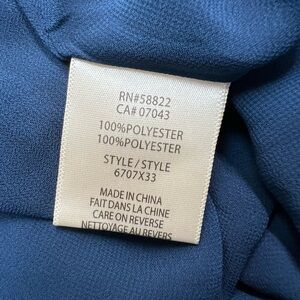 RN#58822
CA# 07043
100%POLYESTER
100%POLYESTER
STYLE / STYLE
6707X33
MADE IN CHINA
FAIT DANS LA CHINE
CARE ON REVERSE
NETTOYAGE AU REVERS